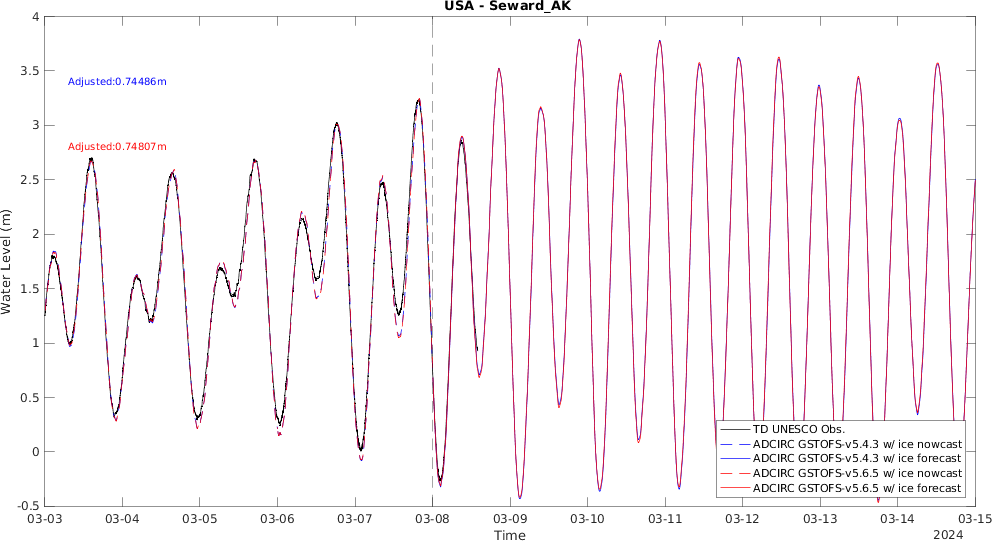 USA - Seward_AK
4
3.5
3
2.5
2
1.5
1
0.5
0
-0.5
Water Level (m)
Adjusted:0.74486m
Adjusted:0.74807m
TD UNESCO Obs.
ADCIRC GSTOFS-v5.4.3 w/ ice nowcast
ADCIRC GSTOFS-v5.4.3 w/ ice forecast
ADCIRC GSTOFS-v5.6.5 w/ ice nowcast
ADCIRC GSTOFS-v5.6.5 w/ ice forecast
03-03 03-04 03-05 03-06 03-07 03-08 03-09 03-10 03-11 03-12 03-13 03-14 03-15
Time
2024